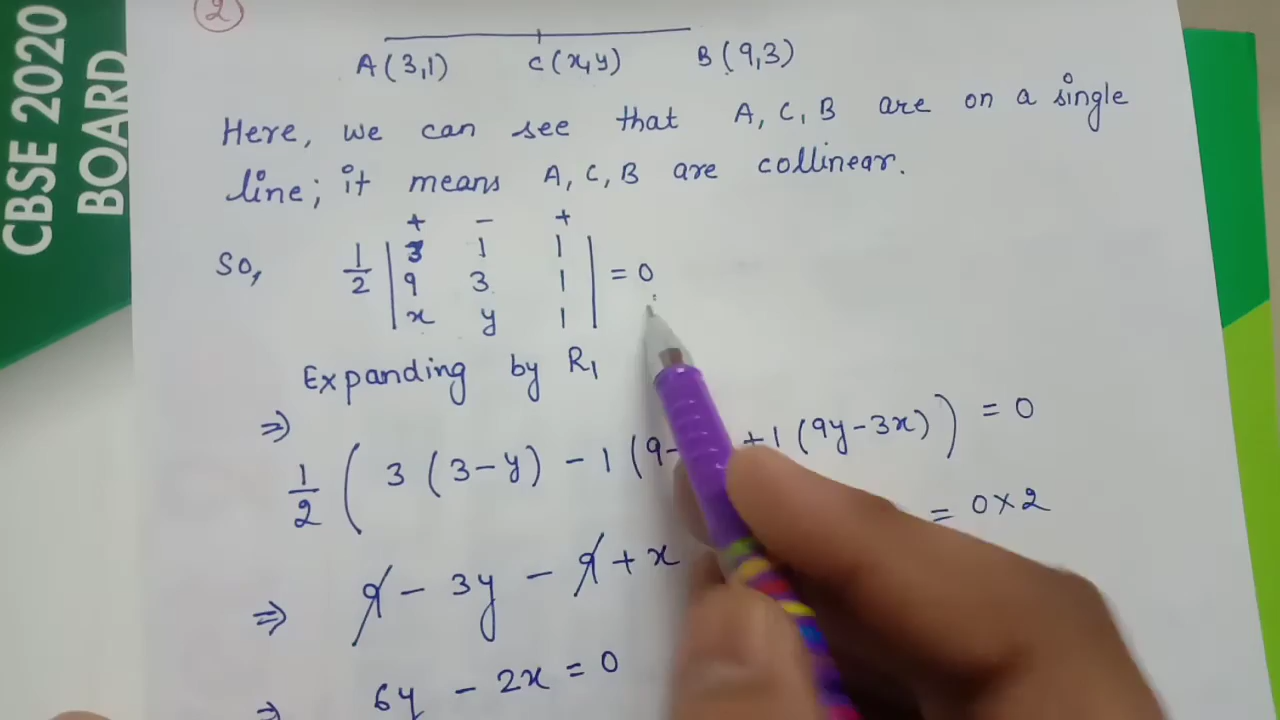 CBSE 2020
BOARD
2
A(3,1) C(x,y) B(9,3)
Here, we can see that A, C, B are on a single
line; it means A, C, B are collinear.
+ - +
So, 1/2 | 3 1 1 |
| 9 3 1 | = 0
| x y 1 |
Expanding by R₁
⇒
1/2 ( 3 (3-y) - 1 (9- +1 (9y-3x) ) = 0
⇒ 9 - 3y - 9 + x = 0×2
⇒ 6y - 2x = 0